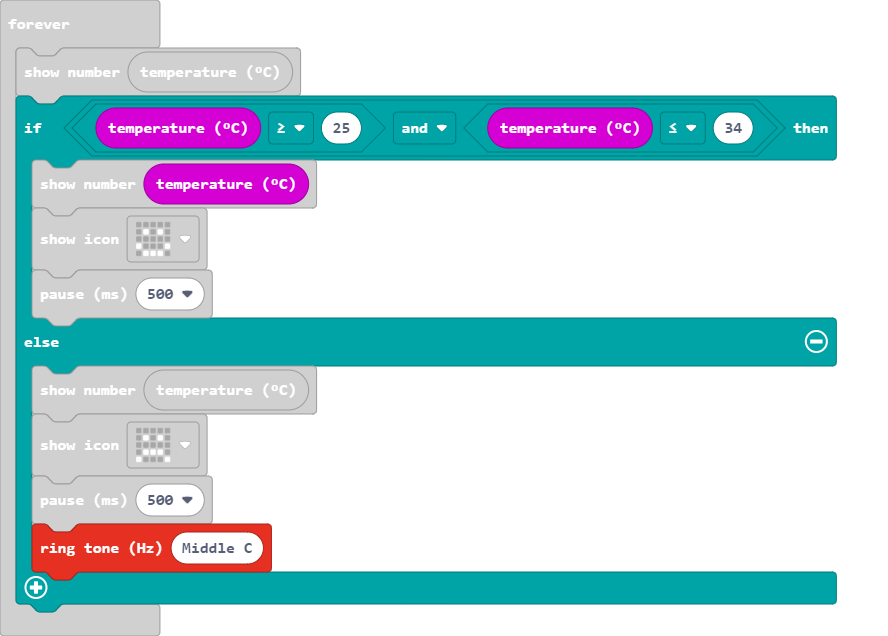 forever
show number temperature (ºC)
if temperature (ºC) ≥ 25 and temperature (ºC) ≤ 34 then
show number temperature (ºC)
show icon
pause (ms) 500
else
show number temperature (ºC)
show icon
pause (ms) 500
ring tone (Hz) Middle C